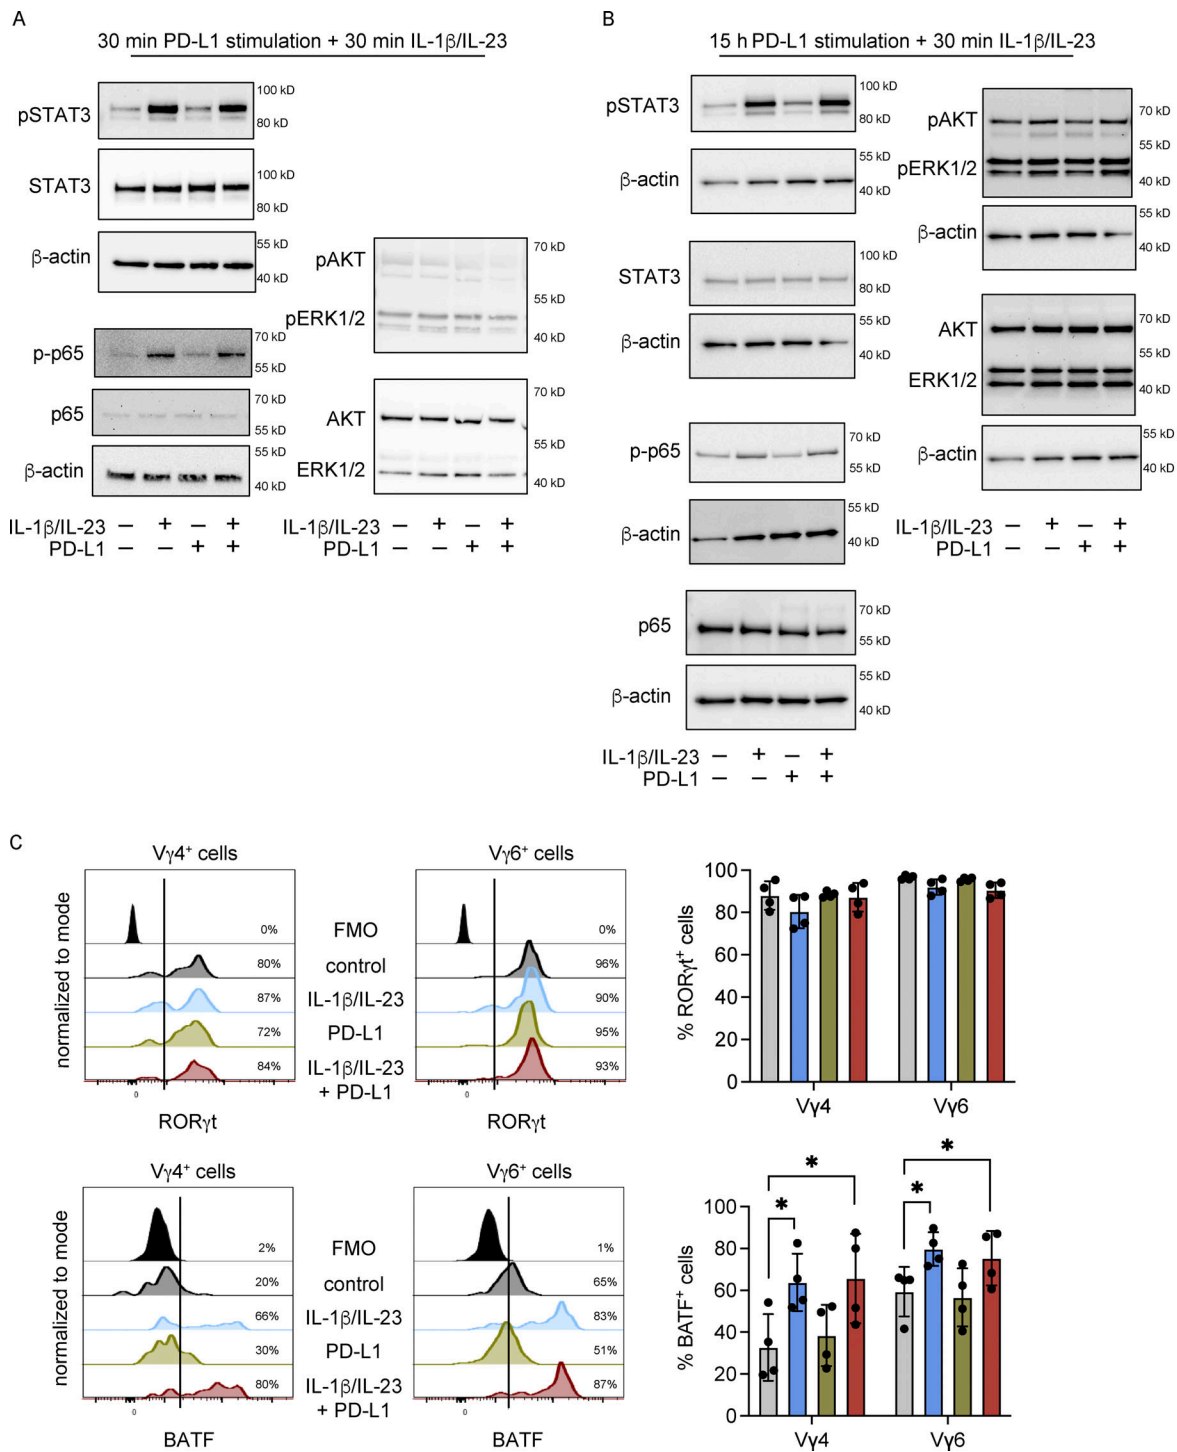 A
30 min PD-L1 stimulation + 30 min IL-1β/IL-23
pSTAT3
100 kD
80 kD
STAT3
100 kD
80 kD
β-actin
55 kD
40 kD
p-p65
70 kD
55 kD
p65
55 kD
β-actin
55 kD
40 kD
IL-1β/IL-23 – + – +
PD-L1 – – + +
pAKT
70 kD
pERK1/2
55 kD
40 kD
AKT
70 kD
ERK1/2
55 kD
40 kD
IL-1β/IL-23 – + – +
PD-L1 – – + +
B
15 h PD-L1 stimulation + 30 min IL-1β/IL-23
pSTAT3
100 kD
80 kD
β-actin
55 kD
40 kD
STAT3
100 kD
80 kD
β-actin
55 kD
40 kD
p-p65
70 kD
55 kD
β-actin
55 kD
40 kD
p65
70 kD
55 kD
β-actin
55 kD
40 kD
IL-1β/IL-23 – + – +
PD-L1 – – + +
pAKT
70 kD
pERK1/2
55 kD
40 kD
β-actin
55 kD
40 kD
AKT
70 kD
ERK1/2
55 kD
40 kD
β-actin
55 kD
40 kD
IL-1β/IL-23 – + – +
PD-L1 – – + +
C
Vγ4+ cells
Vγ6+ cells
normalized to mode
0% FMO 0%
80% control 96%
87% IL-1β/IL-23 90%
72% PD-L1 95%
84% IL-1β/IL-23 93%
+ PD-L1
0
0
RORγt
RORγt
% RORγt+ cells
100
80
60
40
20
0
Vγ4 Vγ6
Vγ4+ cells
Vγ6+ cells
normalized to mode
2% FMO 1%
20% control 65%
66% IL-1β/IL-23 83%
30% PD-L1 51%
80% IL-1β/IL-23 87%
+ PD-L1
0
0
BATF
BATF
% BATF+ cells
100
80
60
40
20
0
* * * *
Vγ4 Vγ6